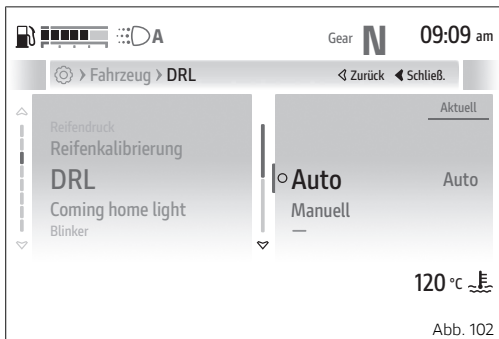 A Gear N 09:09 am
Fahrzeug > DRL Zurück Schließ.
Aktuell
Reifendruck
Reifenkalibrierung
DRL
Coming home light
Blinker
Auto Auto
Manuell
—
120 °C
Abb. 102